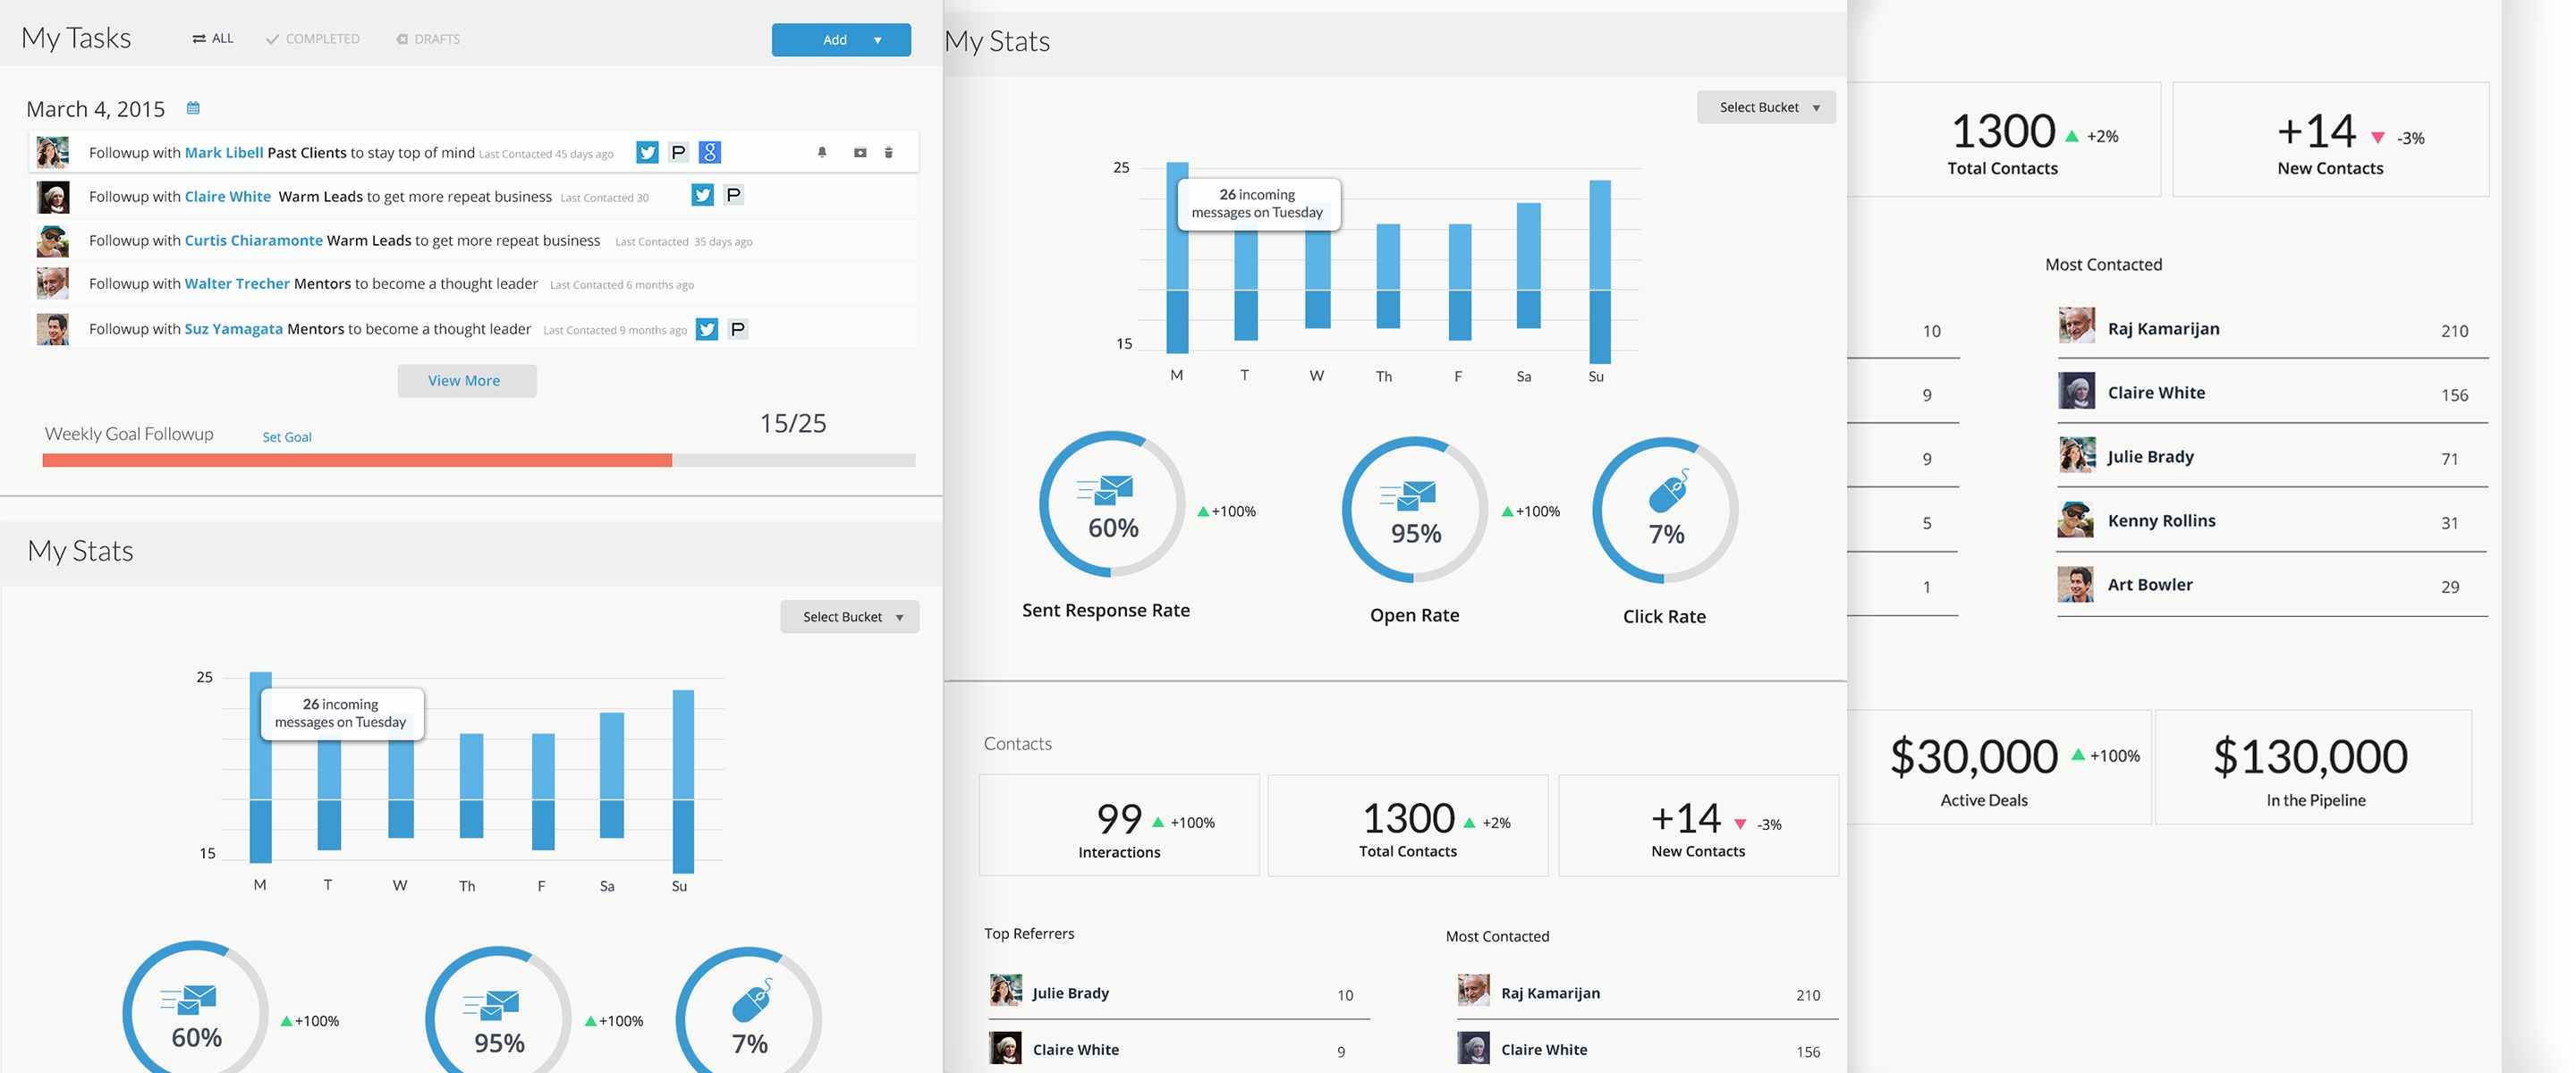 My Tasks
ALL
COMPLETED
DRAFTS
Add
March 4, 2015
Followup with Mark Libell Past Clients to stay top of mind Last Contacted 45 days ago
Followup with Claire White Warm Leads to get more repeat business Last Contacted 30
Followup with Curtis Chiaramonte Warm Leads to get more repeat business Last Contacted 35 days ago
Followup with Walter Trecher Mentors to become a thought leader Last Contacted 6 months ago
Followup with Suz Yamagata Mentors to become a thought leader Last Contacted 9 months ago
View More
Weekly Goal Followup
Set Goal
15/25
My Stats
Select Bucket
25
26 incoming
messages on Tuesday
15
M T W Th F Sa Su
60%
+100%
95%
+100%
7%
My Stats
Select Bucket
25
26 incoming
messages on Tuesday
15
M T W Th F Sa Su
60%
+100%
95%
+100%
7%
Sent Response Rate
Open Rate
Click Rate
Contacts
99 +100%
Interactions
1300 +2%
Total Contacts
+14 -3%
New Contacts
Top Referrers
Julie Brady 10
Claire White 9
Most Contacted
Raj Kamarijan 210
Claire White 156
1300 +2%
Total Contacts
+14 -3%
New Contacts
10
9
9
5
1
Most Contacted
Raj Kamarijan 210
Claire White 156
Julie Brady 71
Kenny Rollins 31
Art Bowler 29
$30,000 +100%
Active Deals
$130,000
In the Pipeline